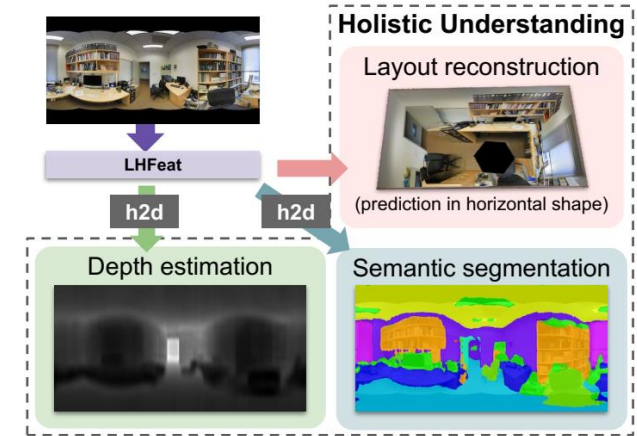 Holistic Understanding
Layout reconstruction
(prediction in horizontal shape)
LHFeat
h2d
h2d
Depth estimation
Semantic segmentation